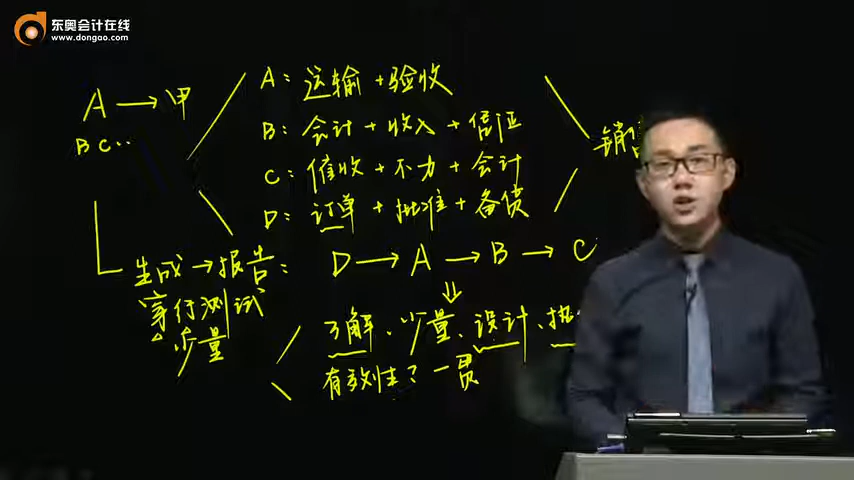 东奥会计在线
www.dongao.com
A → 甲
B C ··
A: 运输 + 验收
B: 会计 + 收入 + 凭证
C: 催收 + 不力 + 会计
D: 订单 + 批准 + 备货
销售
生成 → 报告: D → A → B → C
穿行测试
少量
⇓
了解、少量、设计、执
有效性? 一贯